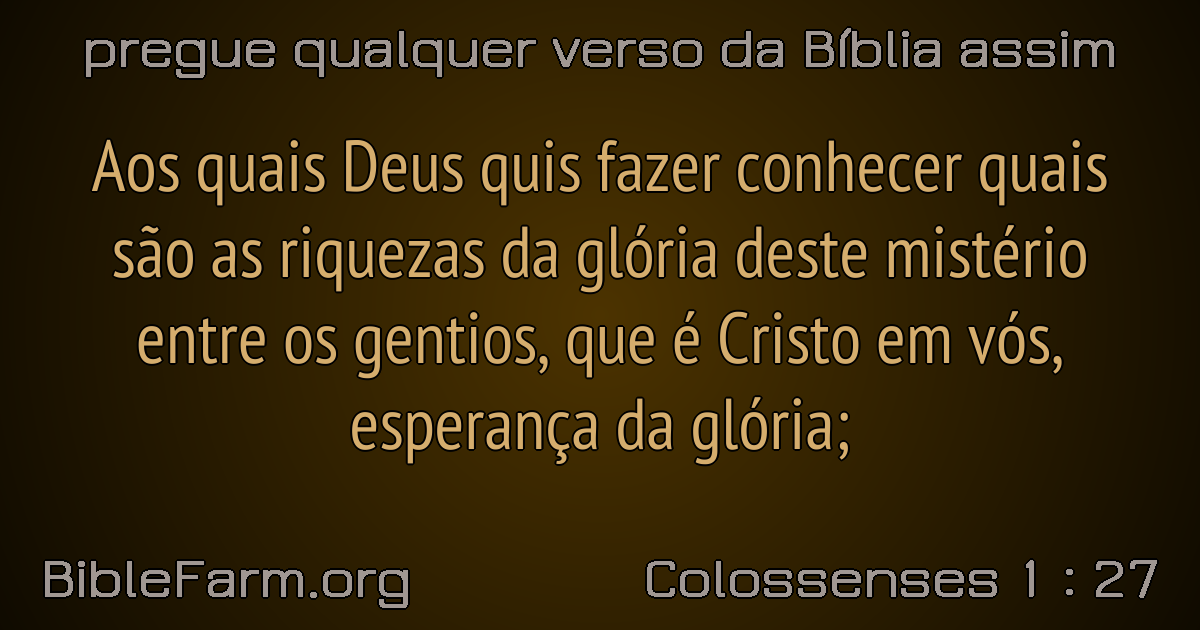 pregue qualquer verso da Bíblia assim
Aos quais Deus quis fazer conhecer quais
são as riquezas da glória deste mistério
entre os gentios, que é Cristo em vós,
esperança da glória;
BibleFarm.org
Colossenses 1 : 27